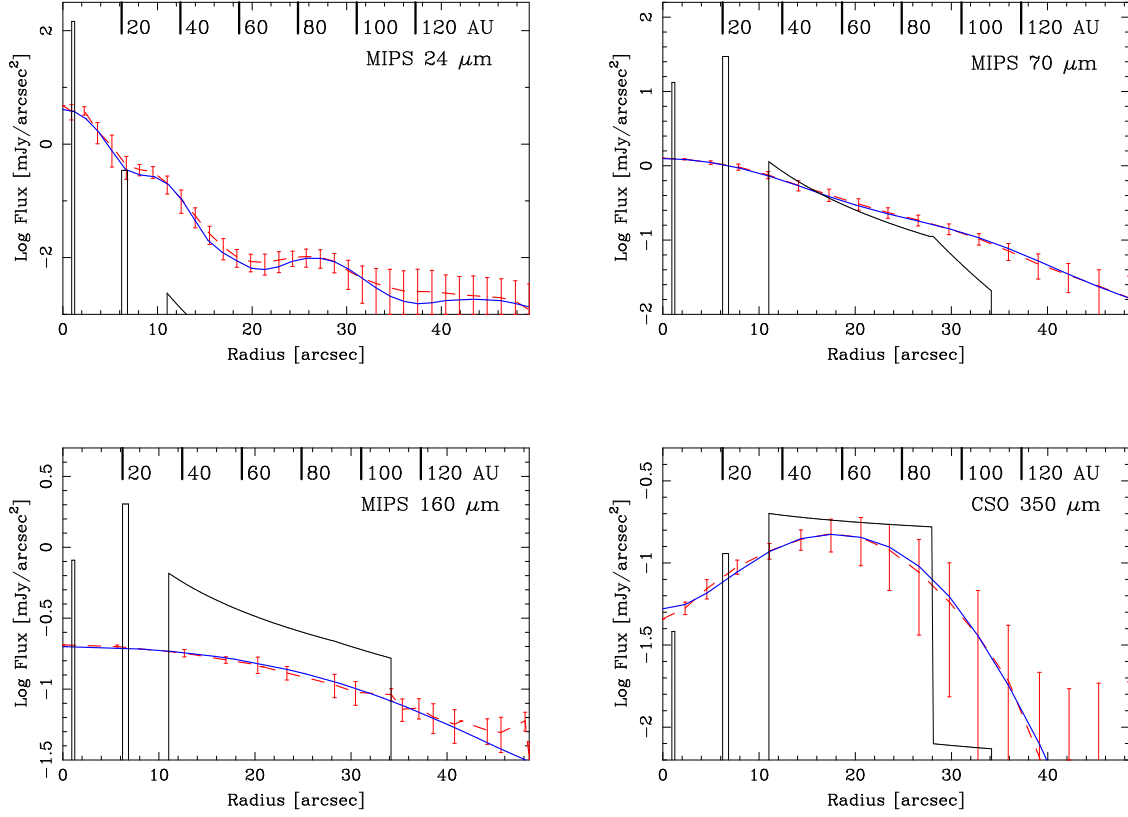 20 40 60 80 100 120 AU
MIPS 24 μm
Log Flux [mJy/arcsec²]
2
0
−2
0 10 20 30 40
Radius [arcsec]
20 40 60 80 100 120 AU
MIPS 70 μm
Log Flux [mJy/arcsec²]
2
1
0
−1
−2
0 10 20 30 40
Radius [arcsec]
20 40 60 80 100 120 AU
MIPS 160 μm
Log Flux [mJy/arcsec²]
0.5
0
−0.5
−1
−1.5
0 10 20 30 40
Radius [arcsec]
20 40 60 80 100 120 AU
CSO 350 μm
Log Flux [mJy/arcsec²]
−0.5
−1
−1.5
−2
0 10 20 30 40
Radius [arcsec]